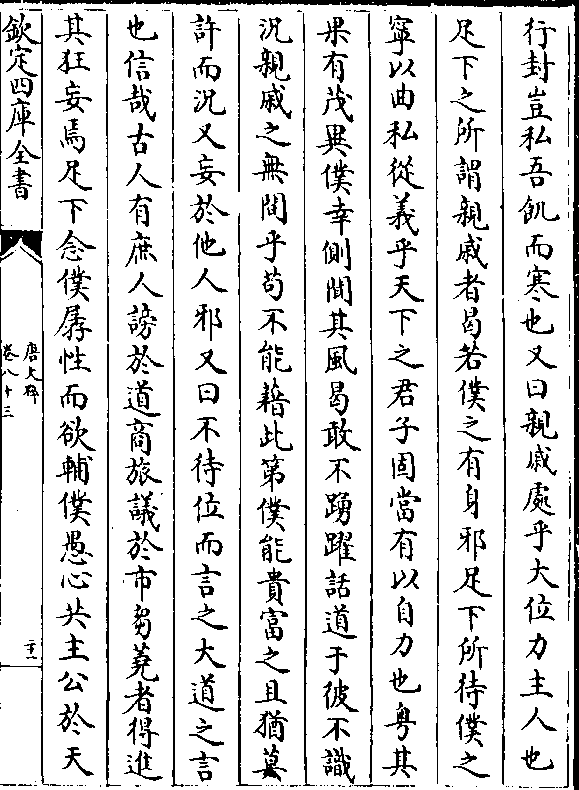 行封豈私吾飢而寒也又曰親戚處乎大位力主人也
足下之所謂親戚者曷若僕之有身邪足下所待僕之
寧以曲私從義乎天下之君子固當有以自力也粤其
果有茂異僕幸側聞其風曷敢不踴躍話道于彼不識
況親戚之無間乎苟不能藉此第僕能貴富之且猶莫
許而況又妄於他人邪又曰不待位而言之大道之言
也信哉古人有庶人謗於道商旅議於市芻蕘者得進
其狂妄焉足下念僕孱性而欲輔僕愚心共主公於天
欽定四庫全書
唐文粹
卷八十三